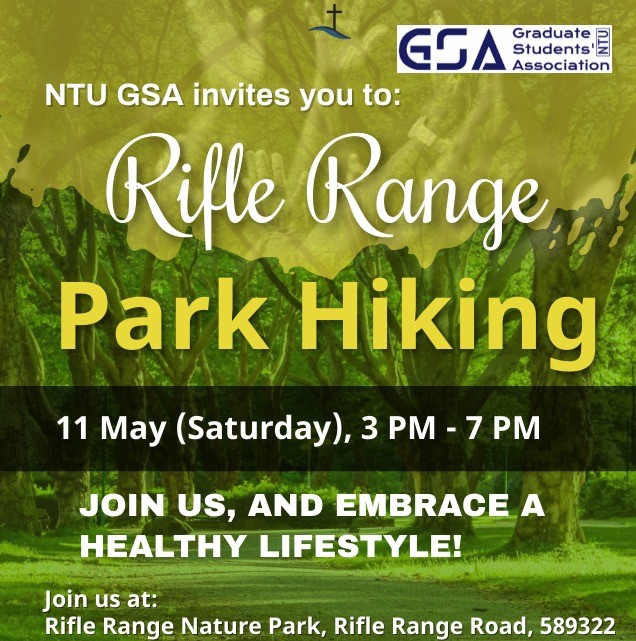 GSA Graduate
Students'
Association
NTU
NTU GSA invites you to:
Rifle Range
Park Hiking
11 May (Saturday), 3 PM - 7 PM
JOIN US, AND EMBRACE A
HEALTHY LIFESTYLE!
Join us at:
Rifle Range Nature Park, Rifle Range Road, 589322